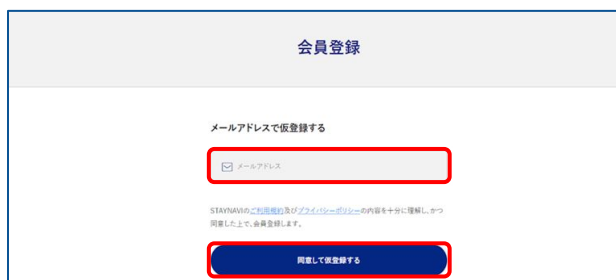 会員登録
メールアドレスで仮登録する
メールアドレス
STAYNAVIのご利用規約及びプライバシーポリシーの内容を十分に理解し、かつ
同意した上で、会員登録します。
同意して仮登録する